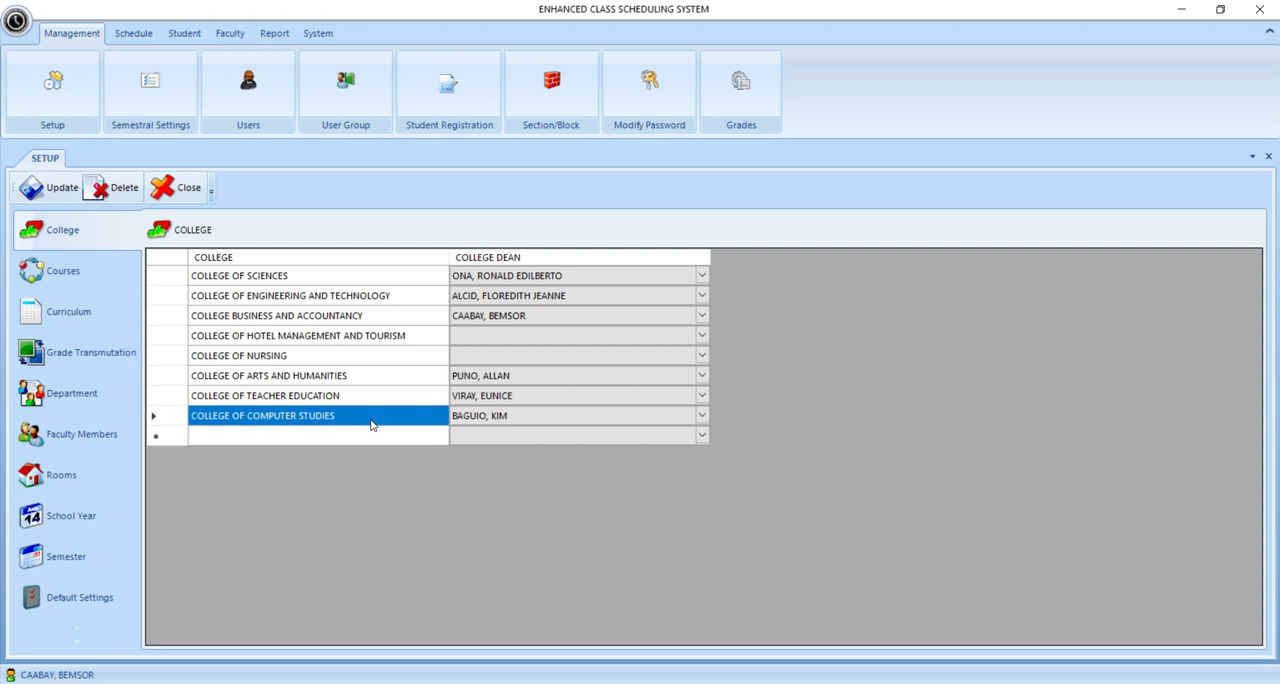 ENHANCED CLASS SCHEDULING SYSTEM
Management Schedule Student Faculty Report System
Setup Semestral Settings Users User Group Student Registration Section/Block Modify Password Grades
SETUP
Update Delete Close
College COLLEGE
COLLEGE COLLEGE DEAN
COLLEGE OF SCIENCES ONA, RONALD EDILBERTO
Courses
COLLEGE OF ENGINEERING AND TECHNOLOGY ALCID, FLOREDITH JEANNE
COLLEGE BUSINESS AND ACCOUNTANCY CAABAY, BEMSOR
Curriculum
COLLEGE OF HOTEL MANAGEMENT AND TOURISM
COLLEGE OF NURSING
Grade Transmutation
COLLEGE OF ARTS AND HUMANITIES PUNO, ALLAN
COLLEGE OF TEACHER EDUCATION VIRAY, EUNICE
Department
COLLEGE OF COMPUTER STUDIES BAGUIO, KIM
Faculty Members
Rooms
14 School Year
Semester
Default Settings
CAABAY, BEMSOR